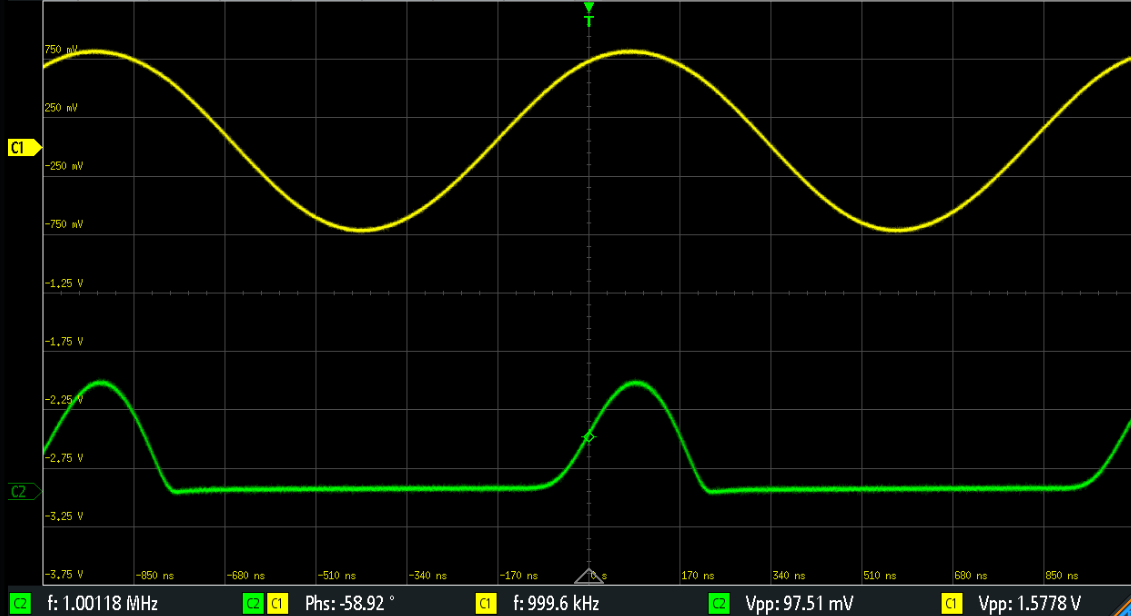 T
750 mV
250 mV
C1
-250 mV
-750 mV
-1.25 V
-1.75 V
-2.25 V
-2.75 V
C2
-3.25 V
-3.75 V
-850 ns -680 ns -510 ns -340 ns -170 ns 0 s 170 ns 340 ns 510 ns 680 ns 850 ns
C2 f: 1.00118 MHz C2 C1 Phs: -58.92 ° C1 f: 999.6 kHz C2 Vpp: 97.51 mV C1 Vpp: 1.5778 V